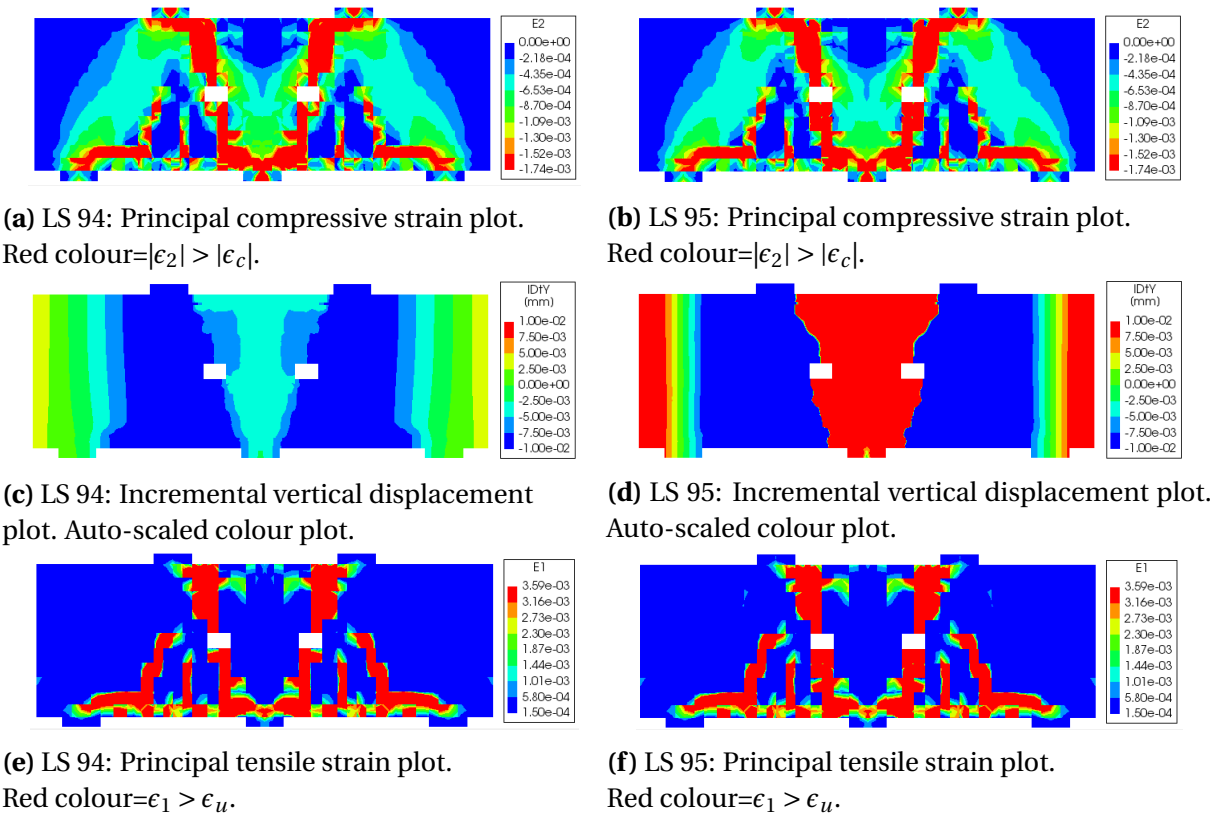 E2
0.00e+00
-2.18e-04
-4.35e-04
-6.53e-04
-8.70e-04
-1.09e-03
-1.30e-03
-1.52e-03
-1.74e-03
E2
0.00e+00
-2.18e-04
-4.35e-04
-6.53e-04
-8.70e-04
-1.09e-03
-1.30e-03
-1.52e-03
-1.74e-03
(a) LS 94: Principal compressive strain plot.
Red colour=|ϵ₂| > |ϵ𝑐|.
(b) LS 95: Principal compressive strain plot.
Red colour=|ϵ₂| > |ϵ𝑐|.
IDtY
(mm)
1.00e-02
7.50e-03
5.00e-03
2.50e-03
0.00e+00
-2.50e-03
-5.00e-03
-7.50e-03
-1.00e-02
IDtY
(mm)
1.00e-02
7.50e-03
5.00e-03
2.50e-03
0.00e+00
-2.50e-03
-5.00e-03
-7.50e-03
-1.00e-02
(c) LS 94: Incremental vertical displacement
plot. Auto-scaled colour plot.
(d) LS 95: Incremental vertical displacement plot.
Auto-scaled colour plot.
E1
3.59e-03
3.16e-03
2.73e-03
2.30e-03
1.87e-03
1.44e-03
1.01e-03
5.80e-04
1.50e-04
E1
3.59e-03
3.16e-03
2.73e-03
2.30e-03
1.87e-03
1.44e-03
1.01e-03
5.80e-04
1.50e-04
(e) LS 94: Principal tensile strain plot.
Red colour=ϵ₁ > ϵᵤ.
(f) LS 95: Principal tensile strain plot.
Red colour=ϵ₁ > ϵᵤ.